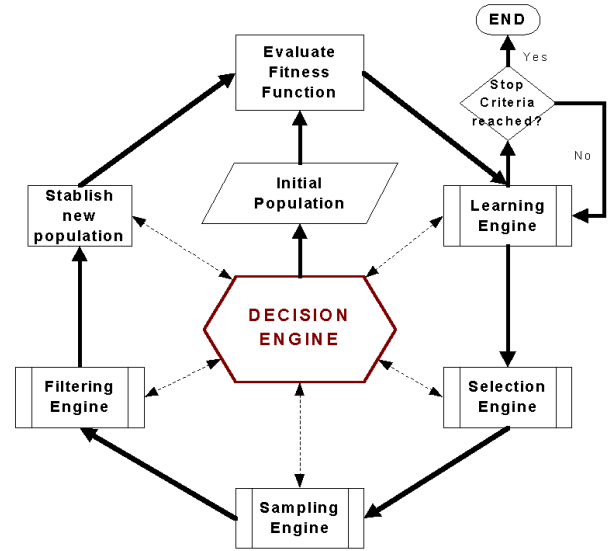 END
Yes
Evaluate
Fitness
Function
Stop
Criteria
reached?
No
Initial
Population
Stablish
new
population
Learning
Engine
DECISION
ENGINE
Filtering
Engine
Selection
Engine
Sampling
Engine